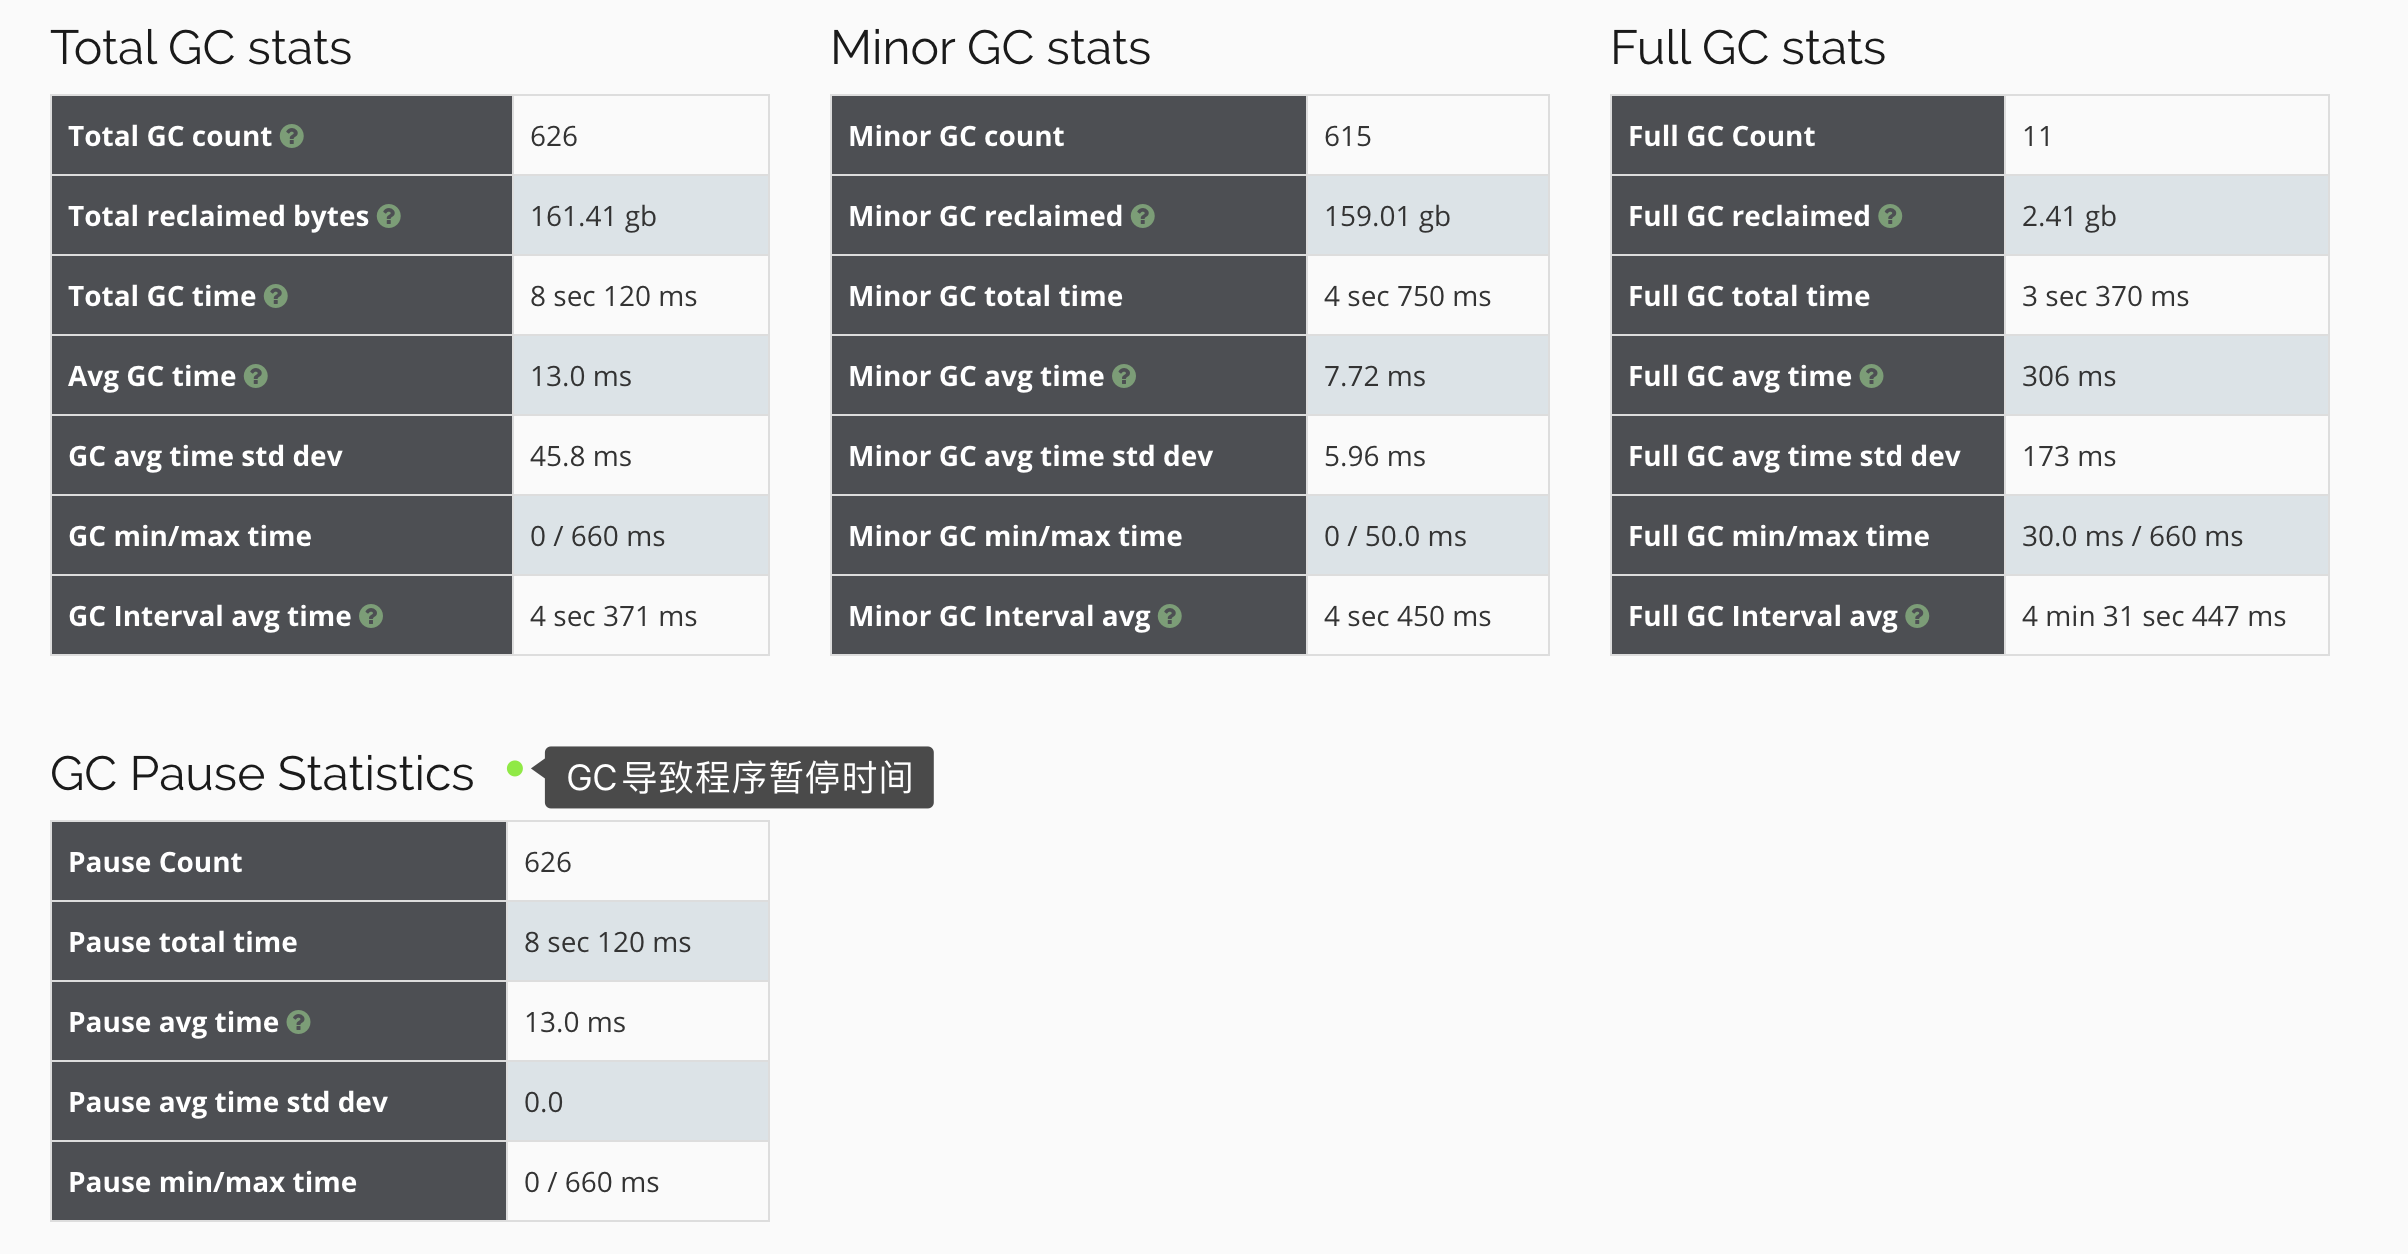 Total GC stats
Total GC count 626
Total reclaimed bytes 161.41 gb
Total GC time 8 sec 120 ms
Avg GC time 13.0 ms
GC avg time std dev 45.8 ms
GC min/max time 0 / 660 ms
GC Interval avg time 4 sec 371 ms
Minor GC stats
Minor GC count 615
Minor GC reclaimed 159.01 gb
Minor GC total time 4 sec 750 ms
Minor GC avg time 7.72 ms
Minor GC avg time std dev 5.96 ms
Minor GC min/max time 0 / 50.0 ms
Minor GC Interval avg 4 sec 450 ms
Full GC stats
Full GC Count 11
Full GC reclaimed 2.41 gb
Full GC total time 3 sec 370 ms
Full GC avg time 306 ms
Full GC avg time std dev 173 ms
Full GC min/max time 30.0 ms / 660 ms
Full GC Interval avg 4 min 31 sec 447 ms
GC Pause Statistics
GC导致程序暂停时间
Pause Count 626
Pause total time 8 sec 120 ms
Pause avg time 13.0 ms
Pause avg time std dev 0.0
Pause min/max time 0 / 660 ms